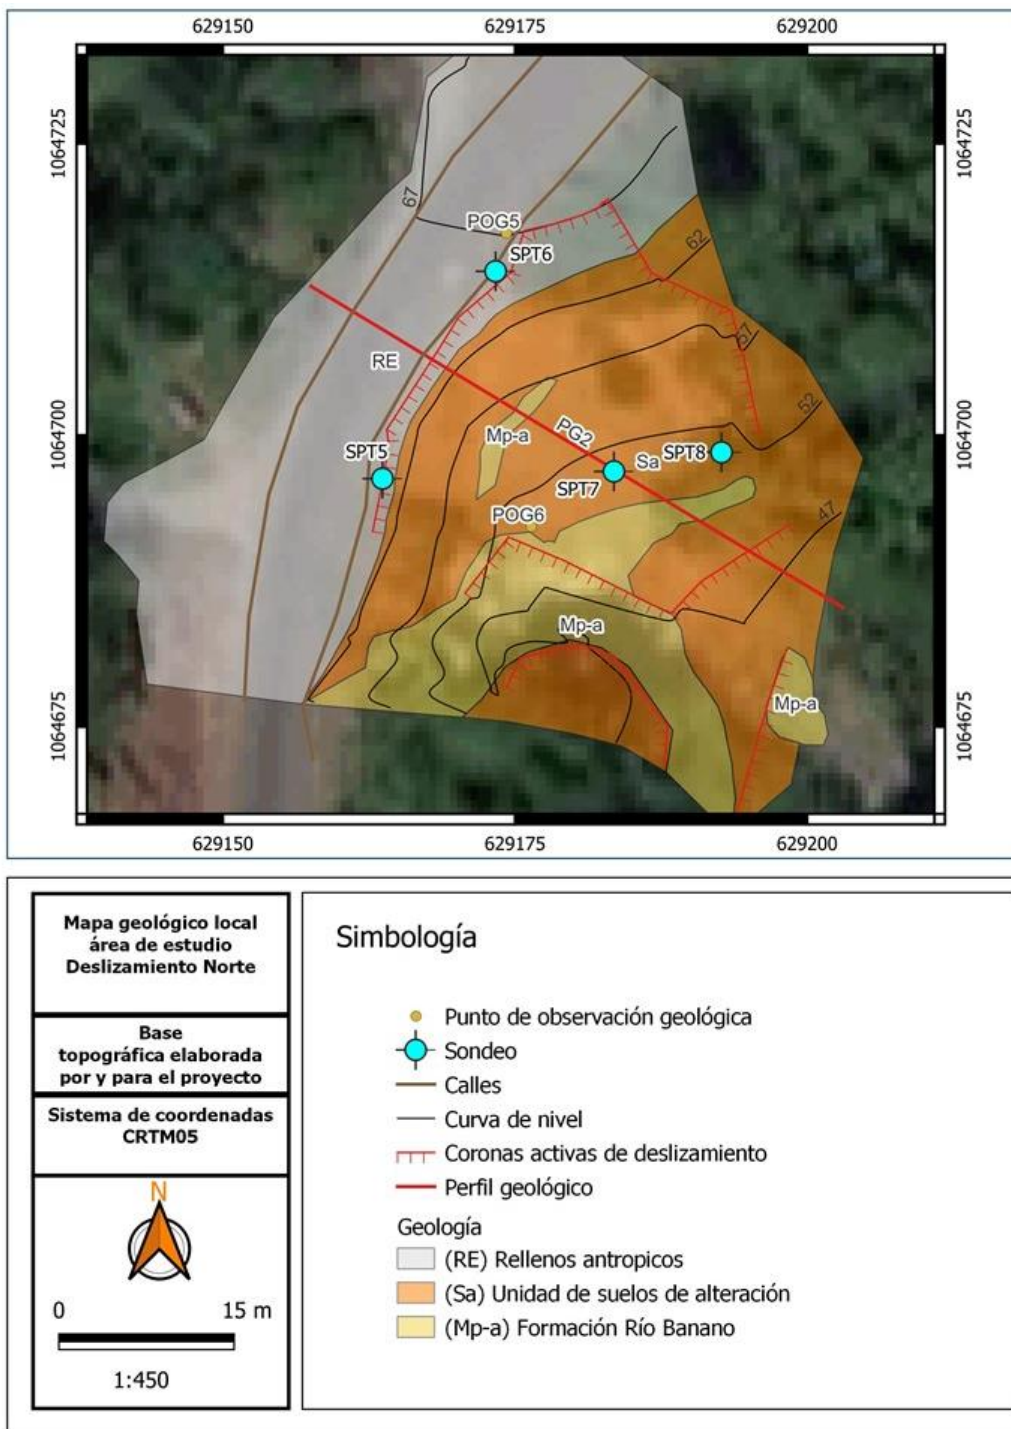 629150 629175 629200
1064725 1064725
67
POG5
SPT6
62
RE
57
52
1064700 1064700
Mp-a
PG2
SPT5
Sa
SPT8
SPT7
POG6
47
Mp-a
Mp-a
1064675 1064675
629150 629175 629200
Mapa geológico local
área de estudio
Deslizamiento Norte
Base
topográfica elaborada
por y para el proyecto
Sistema de coordenadas
CRTM05
N
0 15 m
1:450
Simbología
Punto de observación geológica
Sondeo
Calles
Curva de nivel
Coronas activas de deslizamiento
Perfil geológico
Geología
(RE) Rellenos antropicos
(Sa) Unidad de suelos de alteración
(Mp-a) Formación Río Banano